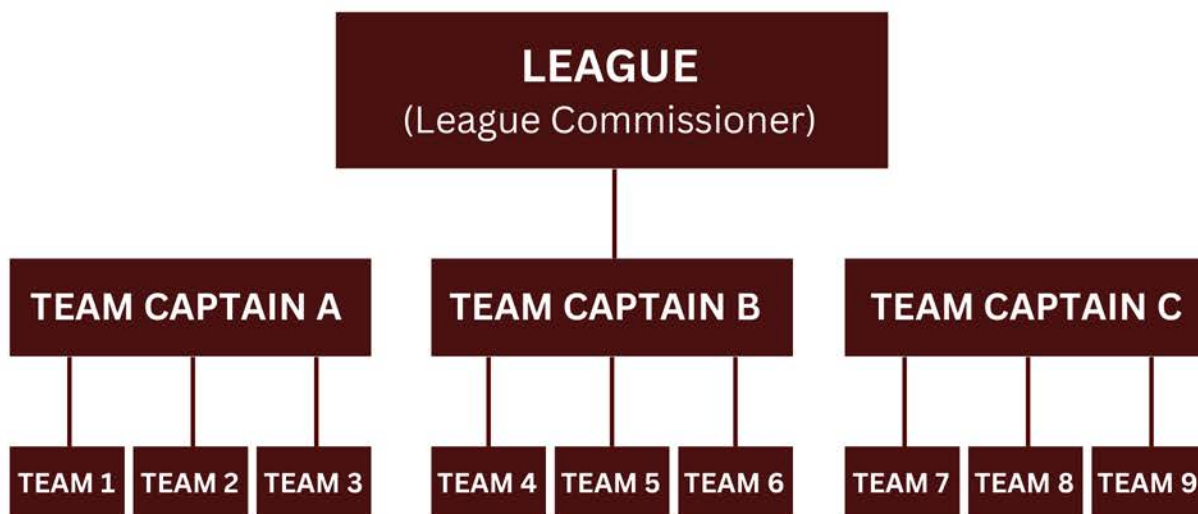 LEAGUE
(League Commissioner)
TEAM CAPTAIN A
TEAM CAPTAIN B
TEAM CAPTAIN C
TEAM 1
TEAM 2
TEAM 3
TEAM 4
TEAM 5
TEAM 6
TEAM 7
TEAM 8
TEAM 9